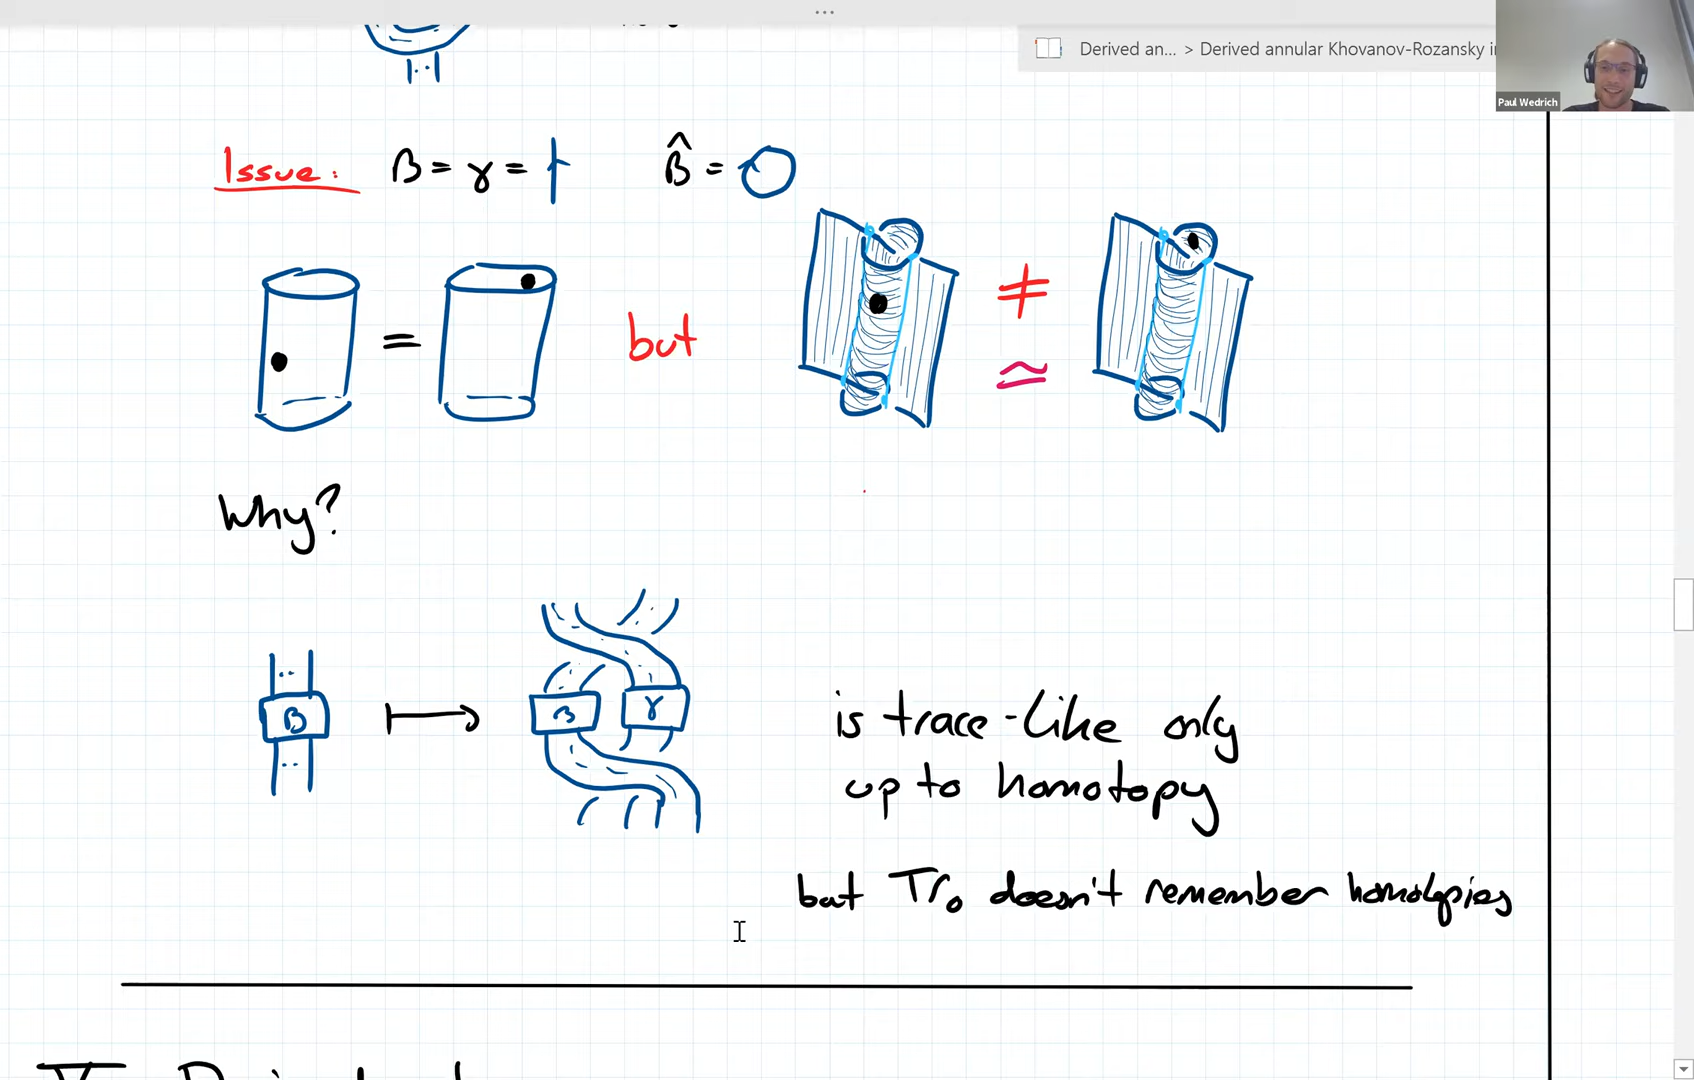 Derived an... > Derived annular Khovanov-Rozansky in
Paul Wedrich
Issue: β = γ = β̂ =
= but ≠
≃
Why?
β ↦ β γ
is trace-like only
up to homotopy
but Tr₀ doesn't remember homotopies